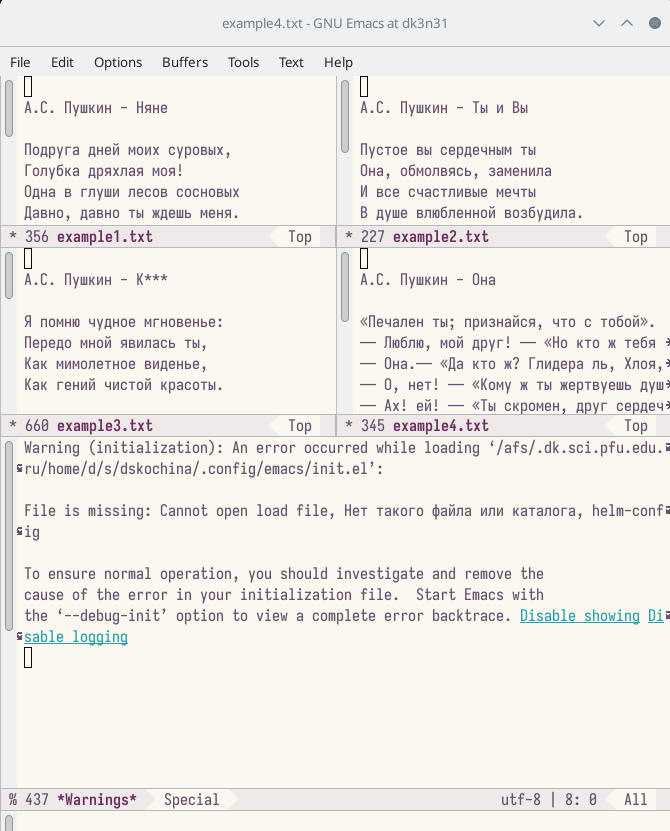 example4.txt - GNU Emacs at dk3n31
File Edit Options Buffers Tools Text Help
А.С. Пушкин - Няне
Подруга дней моих суровых,
Голубка дряхлая моя!
Одна в глуши лесов сосновых
Давно, давно ты ждешь меня.
* 356 example1.txt Top
А.С. Пушкин - Ты и Вы
Пустое вы сердечным ты
Она, обмолвясь, заменила
И все счастливые мечты
В душе влюбленной возбудила.
* 227 example2.txt Top
А.С. Пушкин - К***
Я помню чудное мгновенье:
Передо мной явилась ты,
Как мимолетное виденье,
Как гений чистой красоты.
* 660 example3.txt Top
А.С. Пушкин - Она
«Печален ты; признайся, что с тобой».
— Люблю, мой друг! — «Но кто ж тебя
— Она.— «Да кто ж? Глицера ль, Хлоя,
— О, нет! — «Кому ж ты жертвуешь душ
— Ах! ей! — «Ты скромен, друг сердеч
* 345 example4.txt Top
Warning (initialization): An error occurred while loading ‘/afs/.dk.sci.pfu.edu.
ru/home/d/s/dskochina/.config/emacs/init.el’:
File is missing: Cannot open load file, Нет такого файла или каталога, helm-conf
ig
To ensure normal operation, you should investigate and remove the
cause of the error in your initialization file.  Start Emacs with
the ‘--debug-init’ option to view a complete error backtrace. Disable showing Di
sable logging
% 437 *Warnings* Special utf-8 | 8: 0 All